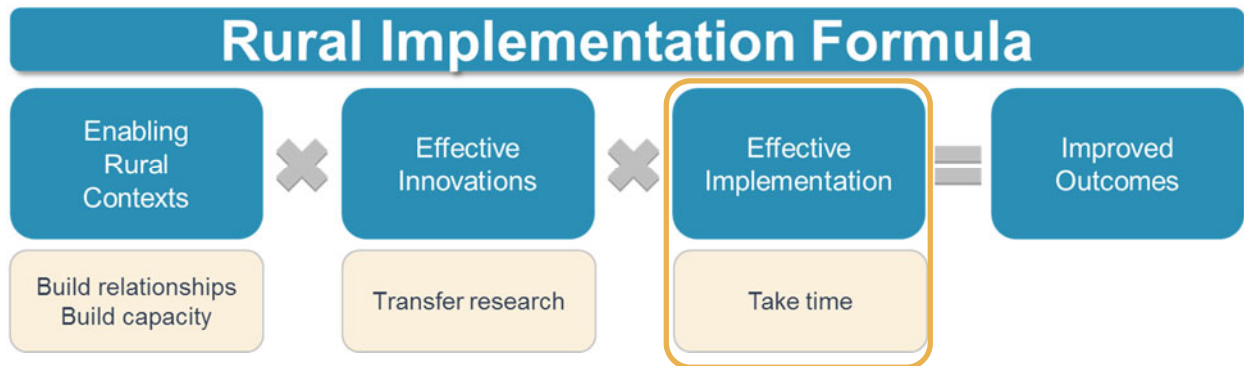 Rural Implementation Formula
Enabling
Rural
Contexts
Effective
Innovations
Effective
Implementation
Improved
Outcomes
Build relationships
Build capacity
Transfer research
Take time